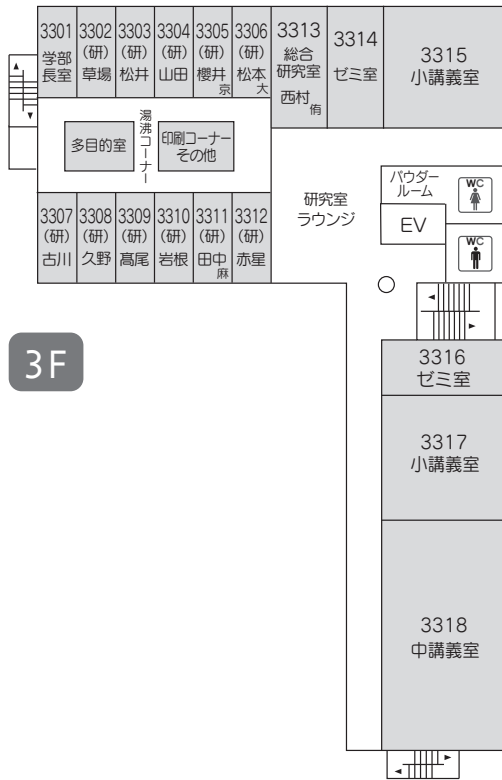 3301
学部
長室
3302
(研)
草場
3303
(研)
松井
3304
(研)
山田
3305
(研)
櫻井
京
3306
(研)
松本
大
3313
総合
研究室
西村
侑
3314
ゼミ室
3315
小講義室
多目的室
湯沸コーナー
印刷コーナー
その他
研究室
ラウンジ
パウダー
ルーム
WC
EV
WC
3307
(研)
古川
3308
(研)
久野
3309
(研)
髙尾
3310
(研)
岩根
3311
(研)
田中
麻
3312
(研)
赤星
3F
3316
ゼミ室
3317
小講義室
3318
中講義室